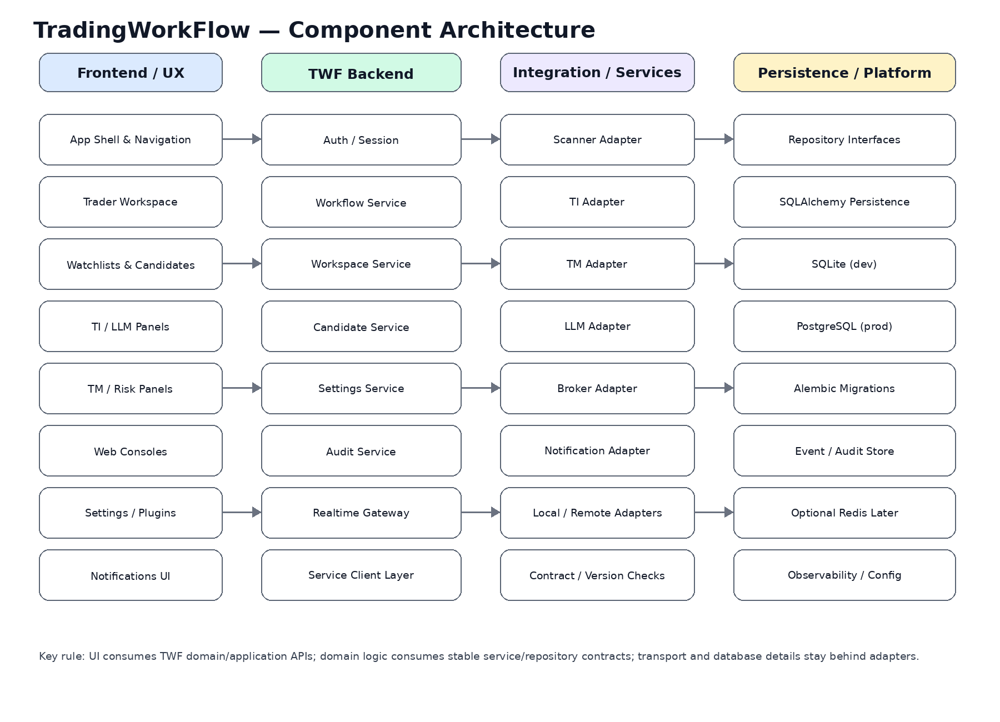 TradingWorkFlow — Component Architecture
Frontend / UX
TWF Backend
Integration / Services
Persistence / Platform
App Shell & Navigation
Auth / Session
Scanner Adapter
Repository Interfaces
Trader Workspace
Workflow Service
TI Adapter
SQLAlchemy Persistence
Watchlists & Candidates
Workspace Service
TM Adapter
SQLite (dev)
TI / LLM Panels
Candidate Service
LLM Adapter
PostgreSQL (prod)
TM / Risk Panels
Settings Service
Broker Adapter
Alembic Migrations
Web Consoles
Audit Service
Notification Adapter
Event / Audit Store
Settings / Plugins
Realtime Gateway
Local / Remote Adapters
Optional Redis Later
Notifications UI
Service Client Layer
Contract / Version Checks
Observability / Config
Key rule: UI consumes TWF domain/application APIs; domain logic consumes stable service/repository contracts; transport and database details stay behind adapters.